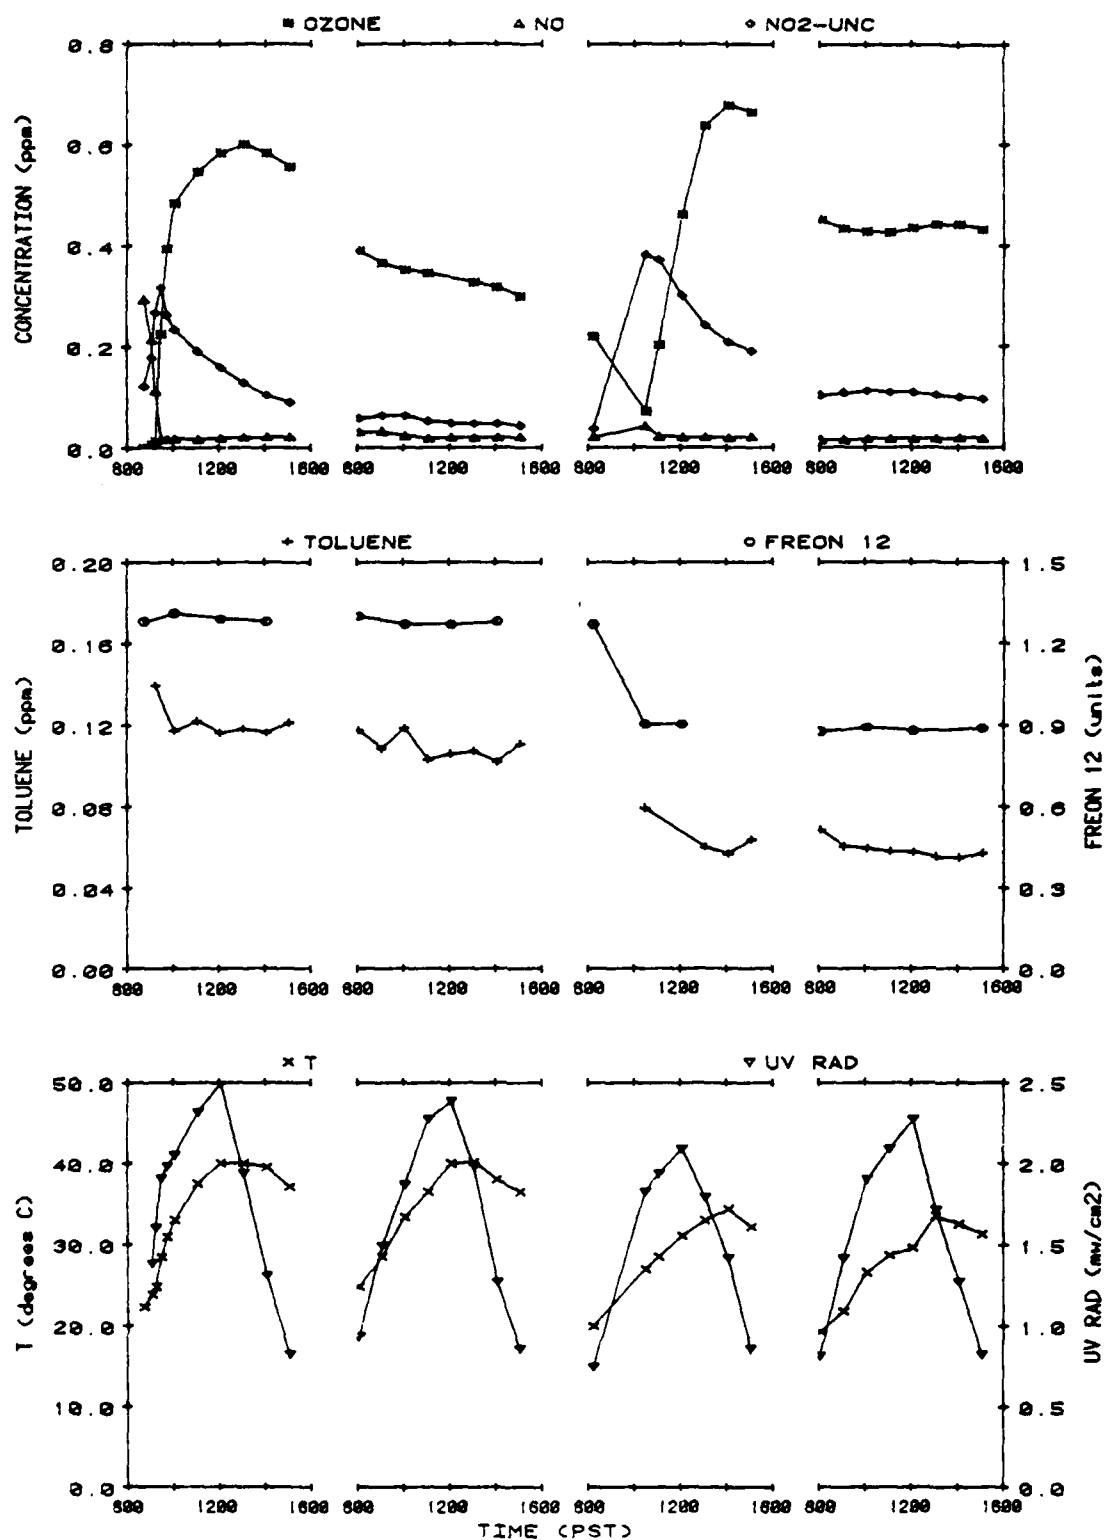 OZONE NO NO2-UNC
0.8
0.6
0.4
0.2
0.0
CONCENTRATION (ppm)
800 1200 1600 800 1200 1600 800 1200 1600 800 1200 1600
TOLUENE FREON 12
0.20 1.5
0.16 1.2
0.12 0.9
0.08 0.6
0.04 0.3
0.00 0.0
TOLUENE (ppm)
FREON 12 (units)
800 1200 1600 800 1200 1600 800 1200 1600 800 1200 1600
T UV RAD
50.0 2.5
40.0 2.0
30.0 1.5
20.0 1.0
10.0 0.5
0.0 0.0
T (degrees C)
UV RAD (mw/cm2)
800 1200 1600 800 1200 1600 800 1200 1600 800 1200 1600
TIME (PST)